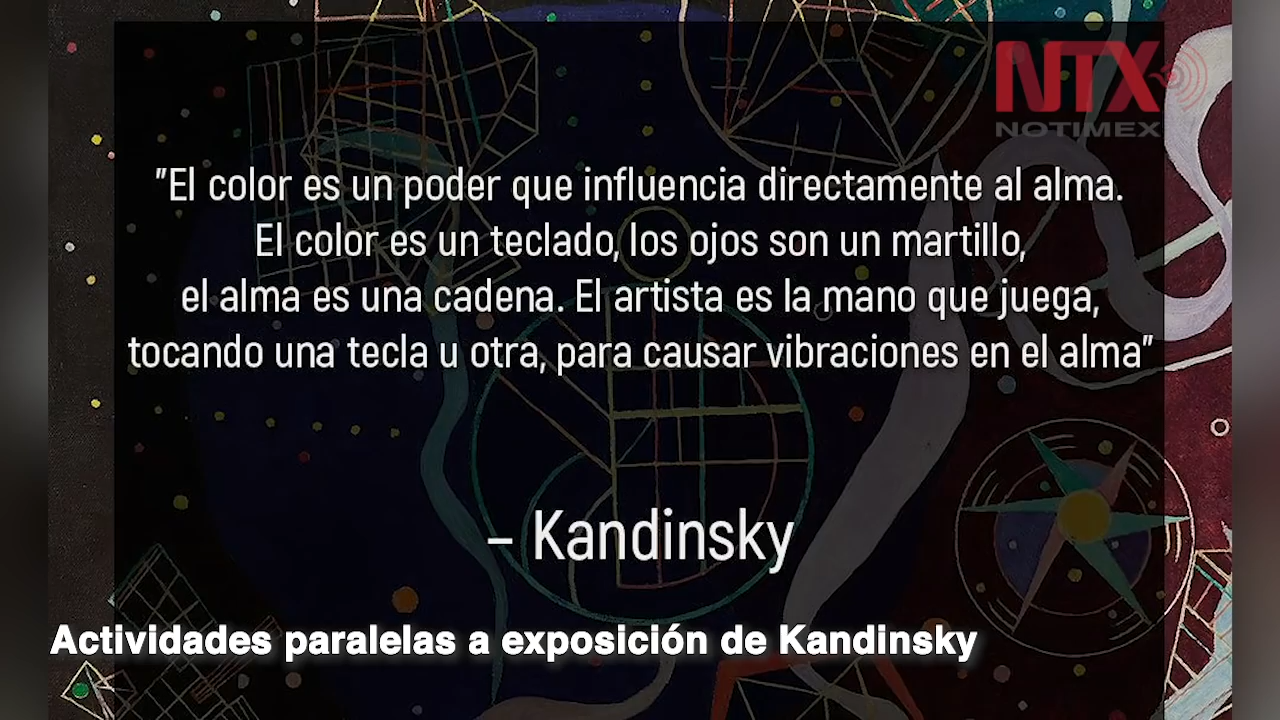 NTX
NOTIMEX
"El color es un poder que influencia directamente al alma.
El color es un teclado, los ojos son un martillo,
el alma es una cadena. El artista es la mano que juega,
tocando una tecla u otra, para causar vibraciones en el alma"
– Kandinsky
Actividades paralelas a exposición de Kandinsky